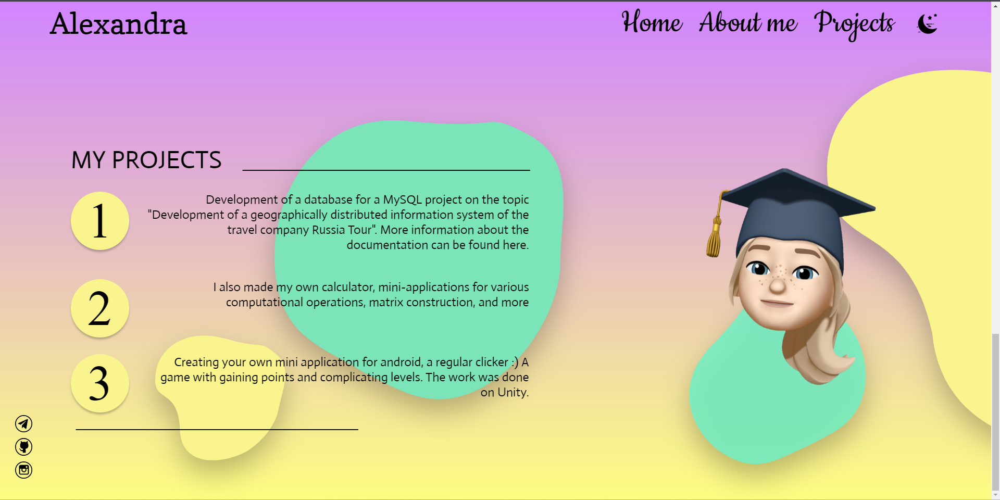 Alexandra
Home About me Projects
MY PROJECTS
1
Development of a database for a MySQL project on the topic
"Development of a geographically distributed information system of the
travel company Russia Tour". More information about the
documentation can be found here.
2
I also made my own calculator, mini-applications for various
computational operations, matrix construction, and more
3
Creating your own mini application for android, a regular clicker :) A
game with gaining points and complicating levels. The work was done
on Unity.